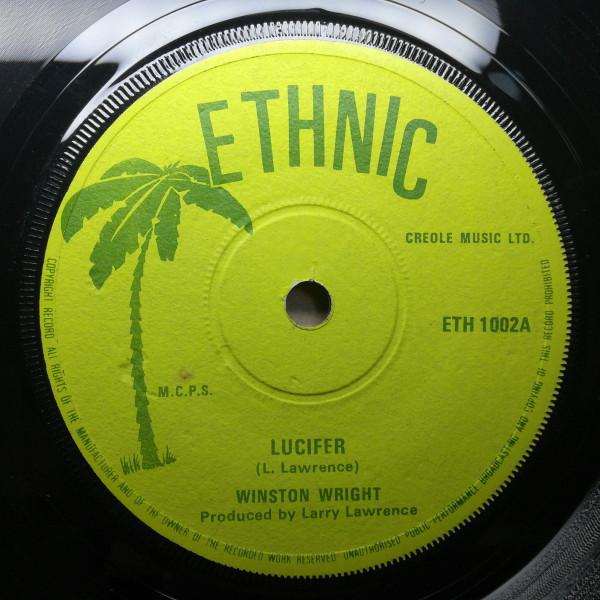 ETHNIC
CREOLE MUSIC LTD.
ETH 1002A
M.C.P.S.
LUCIFER
(L. Lawrence)
WINSTON WRIGHT
Produced by Larry Lawrence
COPYRIGHT RECORD · ALL RIGHTS OF THE MANUFACTURER AND OF THE OWNER OF THE RECORDED WORK RESERVED UNAUTHORISED PUBLIC PERFORMANCE BROADCASTING AND COPYING OF THIS RECORD PROHIBITED